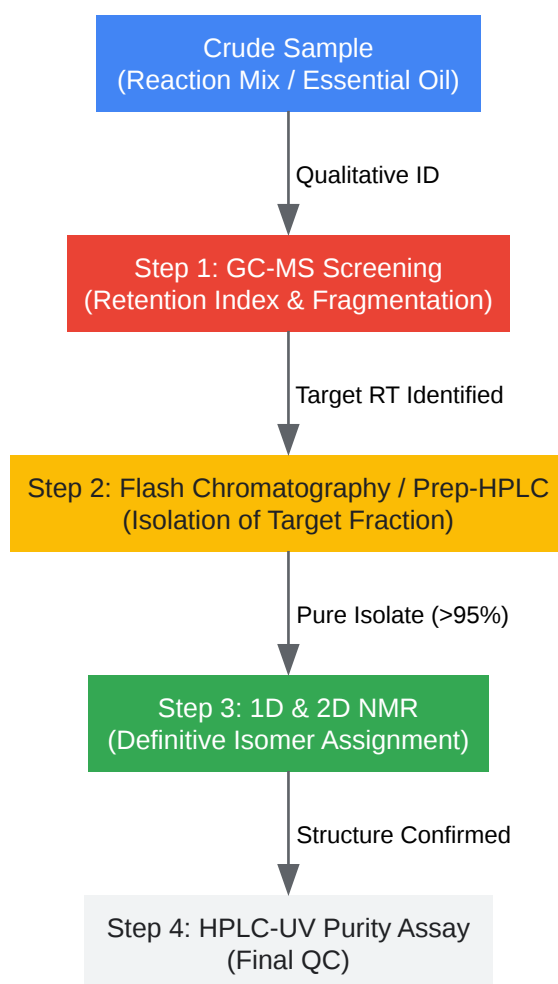 Crude Sample
(Reaction Mix / Essential Oil)
Qualitative ID
Step 1: GC-MS Screening
(Retention Index & Fragmentation)
Target RT Identified
Step 2: Flash Chromatography / Prep-HPLC
(Isolation of Target Fraction)
Pure Isolate (>95%)
Step 3: 1D & 2D NMR
(Definitive Isomer Assignment)
Structure Confirmed
Step 4: HPLC-UV Purity Assay
(Final QC)